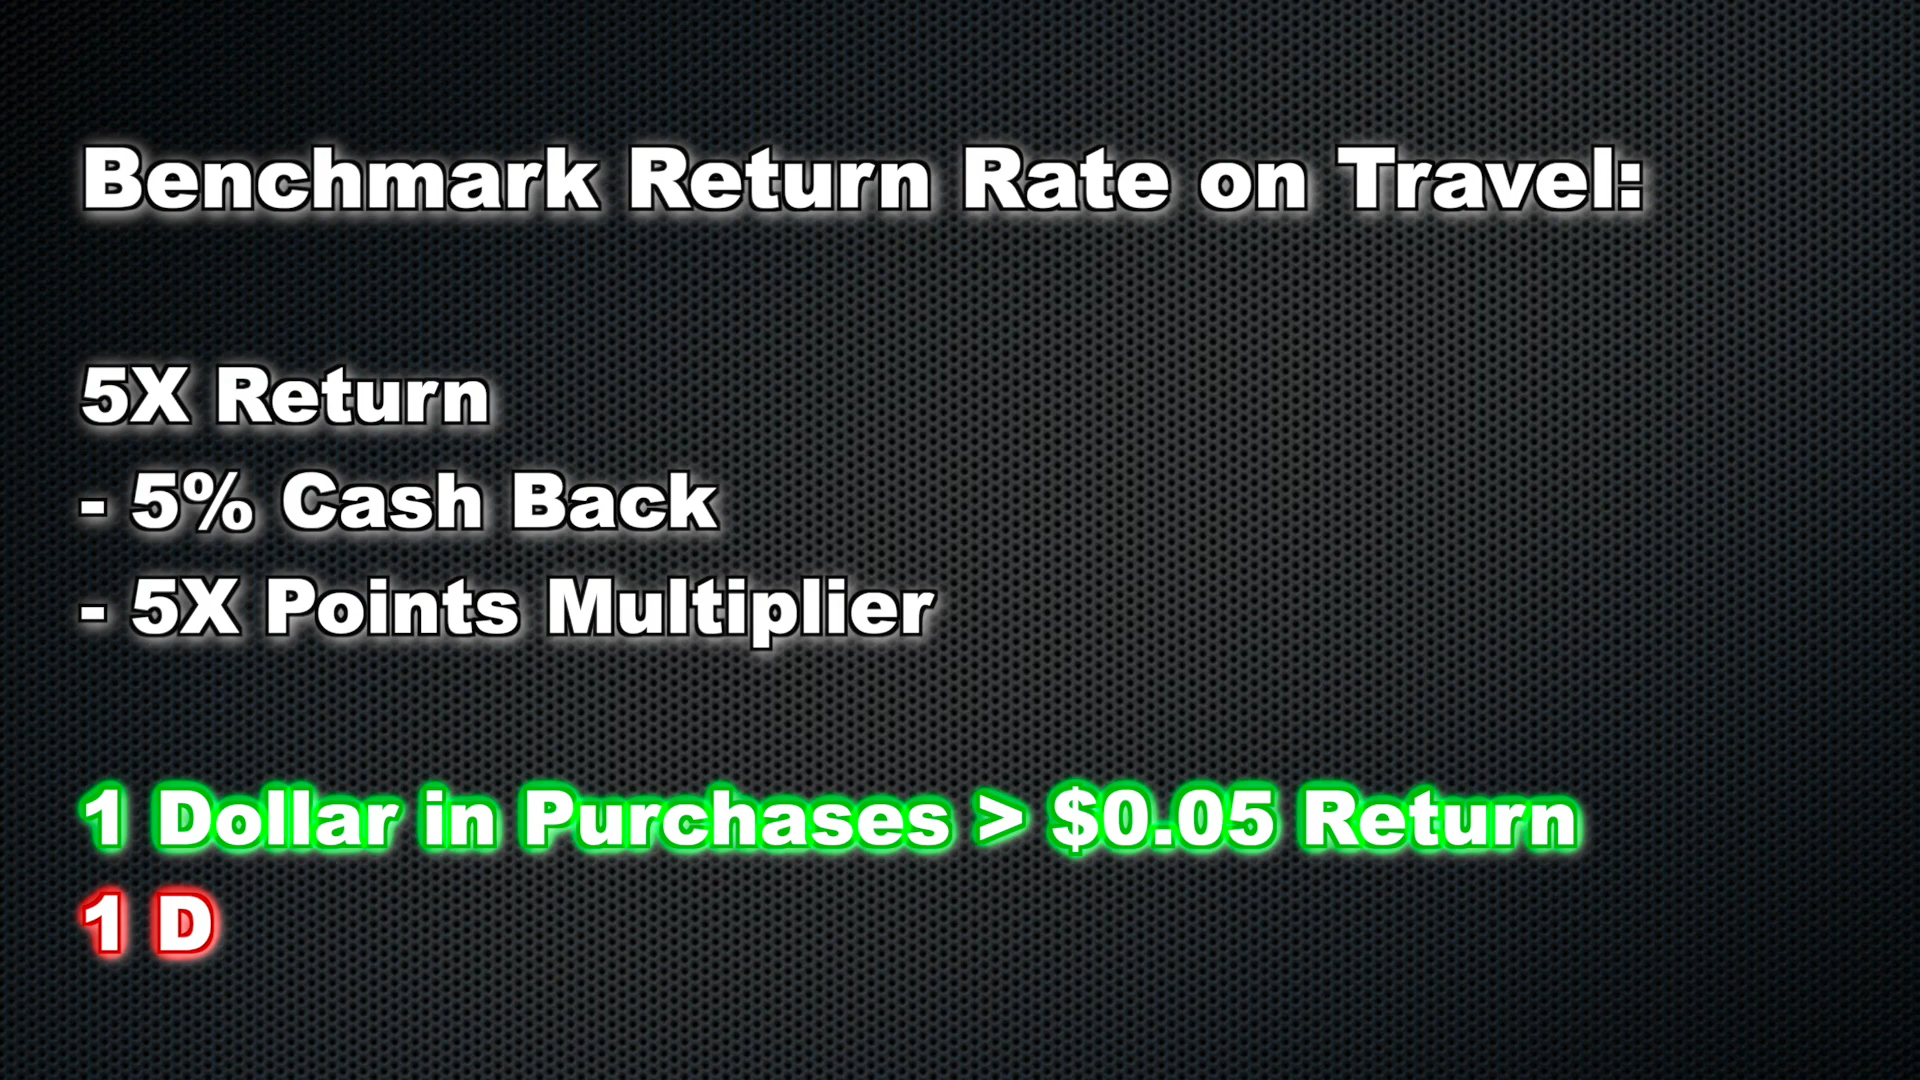 Benchmark Return Rate on Travel:
5X Return
- 5% Cash Back
- 5X Points Multiplier
1 Dollar in Purchases > $0.05 Return
1 D